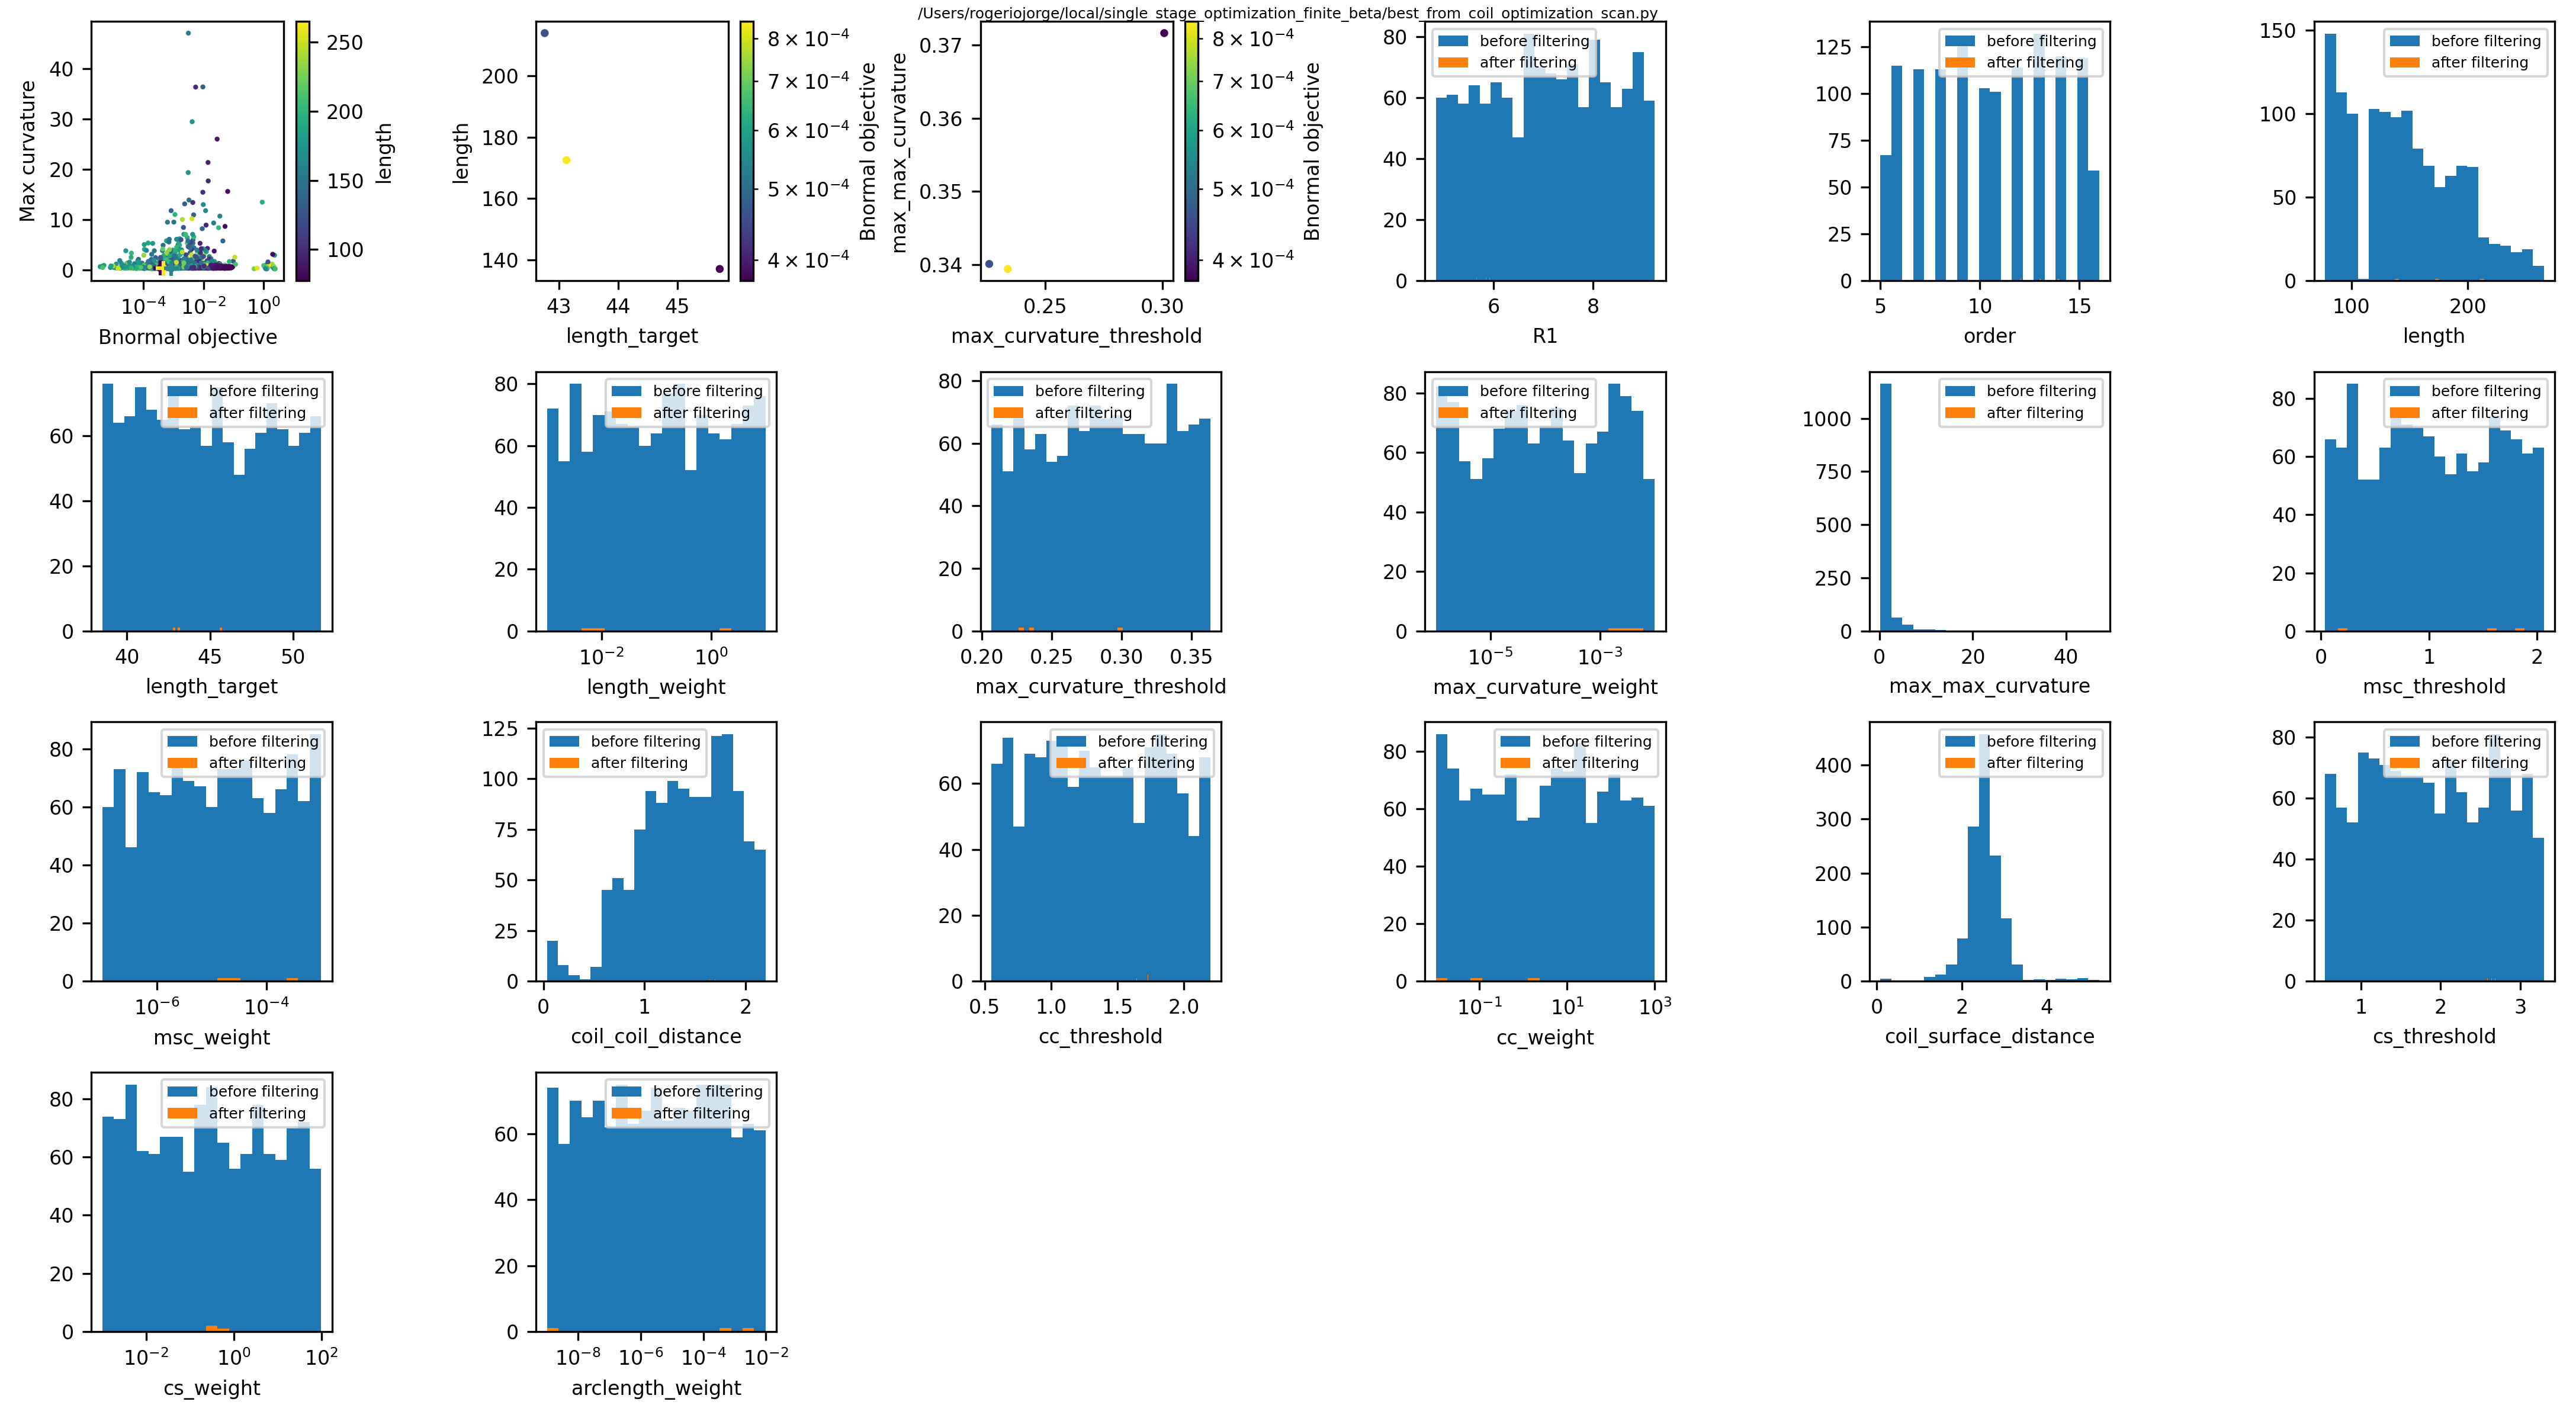 /Users/rogeriojorge/local/single_stage_optimization_finite_beta/best_from_coil_optimization_scan.py
Max curvature
40
30
20
10
0
10⁻⁴
10⁻²
10⁰
Bnormal objective
250
200
150
100
length
length
200
180
160
140
43
44
45
length_target
8 × 10⁻⁴
7 × 10⁻⁴
6 × 10⁻⁴
5 × 10⁻⁴
4 × 10⁻⁴
Bnormal objective
max_max_curvature
0.37
0.36
0.35
0.34
0.25
0.30
max_curvature_threshold
8 × 10⁻⁴
7 × 10⁻⁴
6 × 10⁻⁴
5 × 10⁻⁴
4 × 10⁻⁴
Bnormal objective
80
60
40
20
0
before filtering
after filtering
6
8
R1
125
100
75
50
25
0
before filtering
after filtering
5
10
15
order
150
100
50
0
before filtering
after filtering
100
200
length
60
40
20
0
before filtering
after filtering
40
45
50
length_target
80
60
40
20
0
before filtering
after filtering
10⁻²
10⁰
length_weight
80
60
40
20
0
before filtering
after filtering
0.20
0.25
0.30
0.35
max_curvature_threshold
80
60
40
20
0
before filtering
after filtering
10⁻⁵
10⁻³
max_curvature_weight
1000
750
500
250
0
before filtering
after filtering
0
20
40
max_max_curvature
80
60
40
20
0
before filtering
after filtering
0
1
2
msc_threshold
80
60
40
20
0
before filtering
after filtering
10⁻⁶
10⁻⁴
msc_weight
125
100
75
50
25
0
before filtering
after filtering
0
1
2
coil_coil_distance
60
40
20
0
before filtering
after filtering
0.5
1.0
1.5
2.0
cc_threshold
80
60
40
20
0
before filtering
after filtering
10⁻¹
10¹
10³
cc_weight
400
300
200
100
0
before filtering
after filtering
0
2
4
coil_surface_distance
80
60
40
20
0
before filtering
after filtering
1
2
3
cs_threshold
80
60
40
20
0
before filtering
after filtering
10⁻²
10⁰
10²
cs_weight
60
40
20
0
before filtering
after filtering
10⁻⁸
10⁻⁶
10⁻⁴
10⁻²
arclength_weight